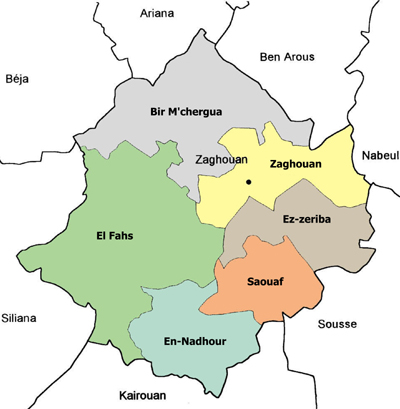 Ariana
Ben Arous
Béja
Bir M'chergua
Zaghouan
Zaghouan
Nabeul
Ez-zeriba
El Fahs
Saouaf
Siliana
Sousse
En-Nadhour
Kairouan